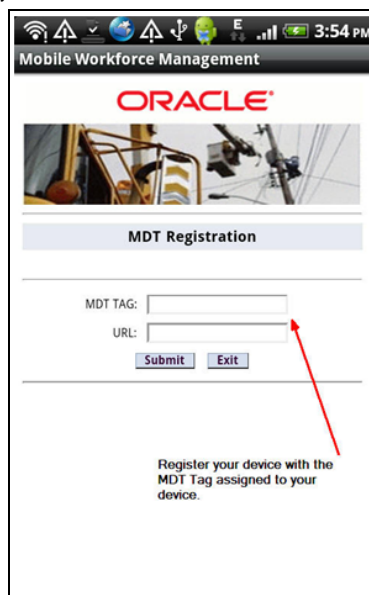 E 3:54 PM
Mobile Workforce Management
ORACLE®
MDT Registration
MDT TAG:
URL:
Submit Exit
Register your device with the
MDT Tag assigned to your
device.